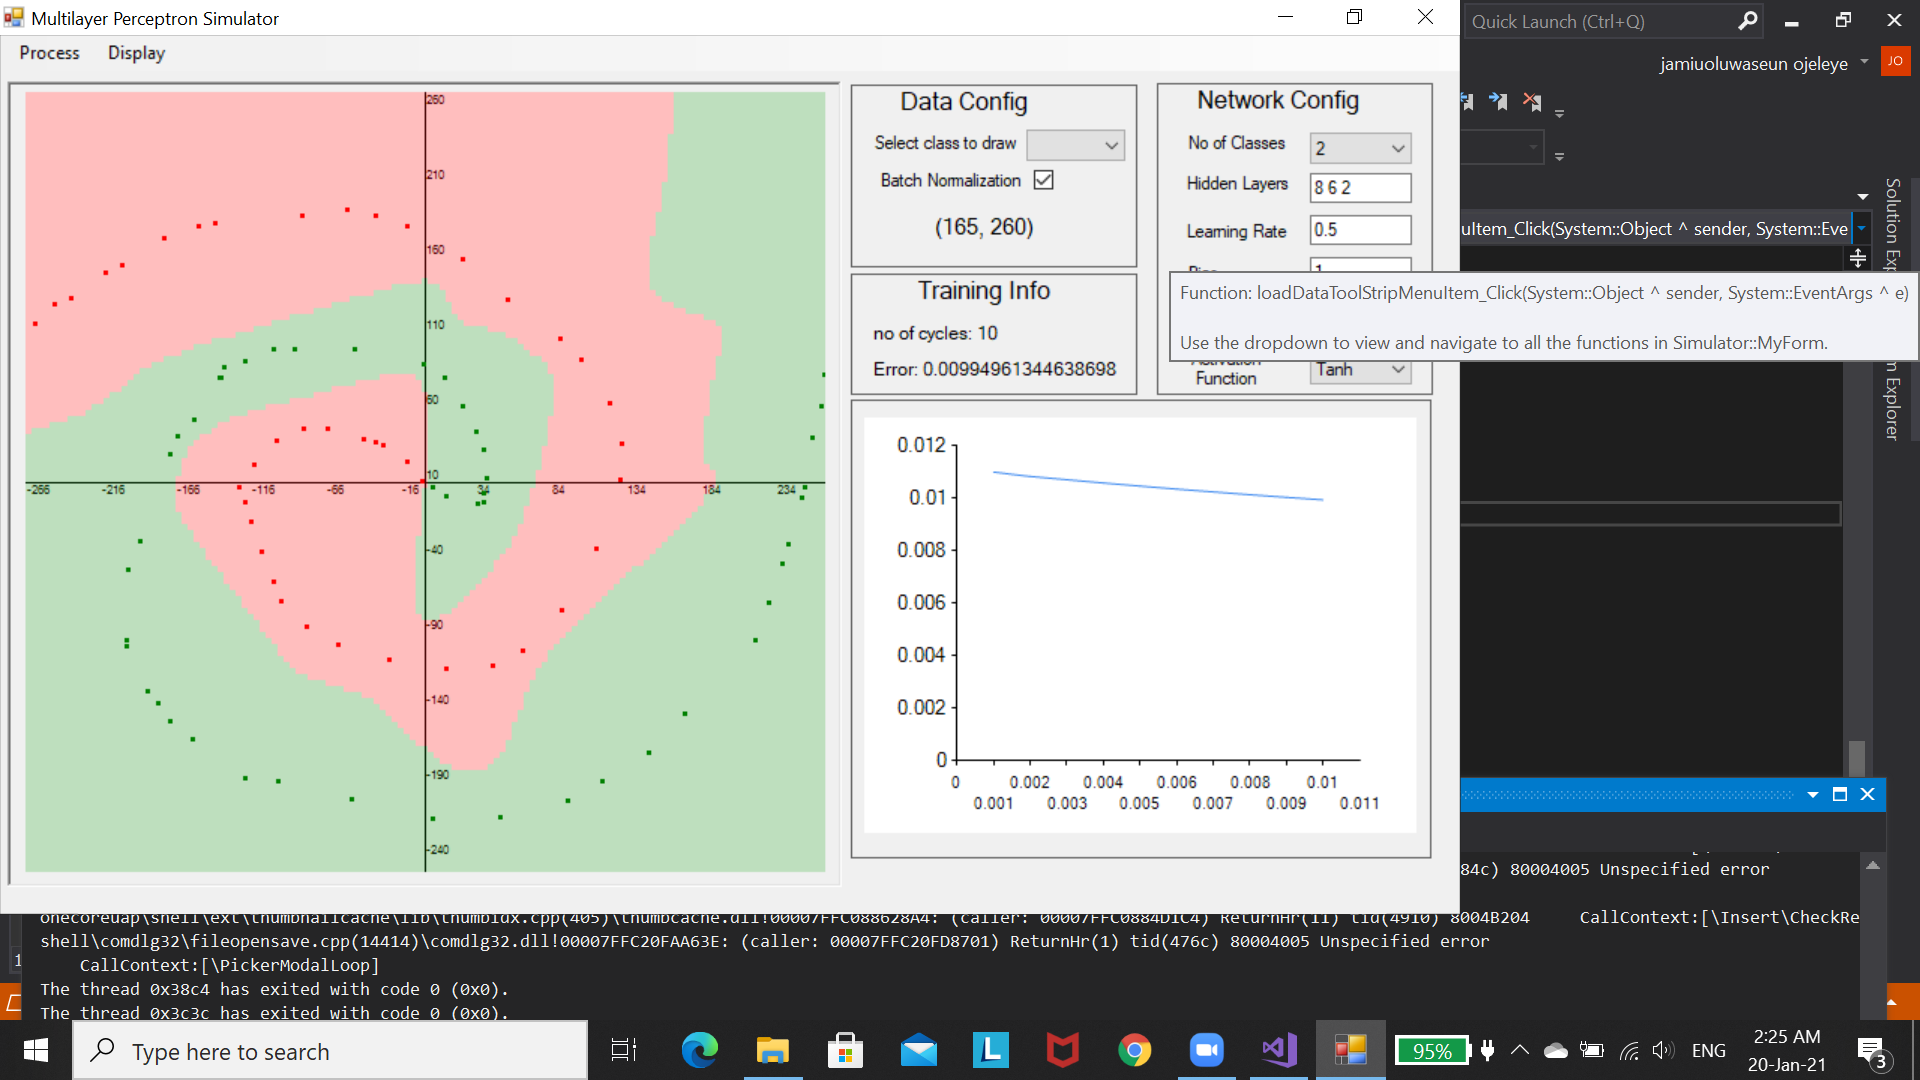 Multilayer Perceptron Simulator
Process Display
260
210
160
110
60
10
-266 -216 -166 -116 -66 -16 34 84 134 184 234
-40
-90
-140
-190
-240
Data Config
Select class to draw
Batch Normalization
(165, 260)
Training Info
no of cycles: 10
Error: 0.00994961344638698
Network Config
No of Classes 2
Hidden Layers 8 6 2
Learning Rate 0.5
Function Tanh
0.012
0.01
0.008
0.006
0.004
0.002
0
0 0.002 0.004 0.006 0.008 0.01
0.001 0.003 0.005 0.007 0.009 0.011
Quick Launch (Ctrl+Q)
jamiuoluwaseun ojeleye JO
Solution Exp
m Explorer
ultem_Click(System::Object ^ sender, System::Eve
Function: loadDataToolStripMenuItem_Click(System::Object ^ sender, System::EventArgs ^ e)
Use the dropdown to view and navigate to all the functions in Simulator::MyForm.
84c) 80004005 Unspecified error
onecoreuap\shell\ext\thumbnailcache\lib\thumbidx.cpp(405)\thumbcache.dll!00007FFC088628A4: (caller: 00007FFC0884D1C4) ReturnHr(11) tid(4910) 8004B204 CallContext:[\Insert\CheckRe
shell\comdlg32\fileopensave.cpp(14414)\comdlg32.dll!00007FFC20FAA63E: (caller: 00007FFC20FD8701) ReturnHr(1) tid(476c) 80004005 Unspecified error
CallContext:[\PickerModalLoop]
The thread 0x38c4 has exited with code 0 (0x0).
The thread 0x3c3c has exited with code 0 (0x0).
Type here to search
95%
ENG
2:25 AM
20-Jan-21
3